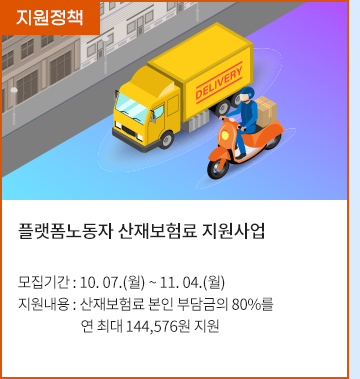 지원정책
DELIVERY
플랫폼노동자 산재보험료 지원사업
모집기간 : 10. 07.(월) ~ 11. 04.(월)
지원내용 : 산재보험료 본인 부담금의 80%를
연 최대 144,576원 지원